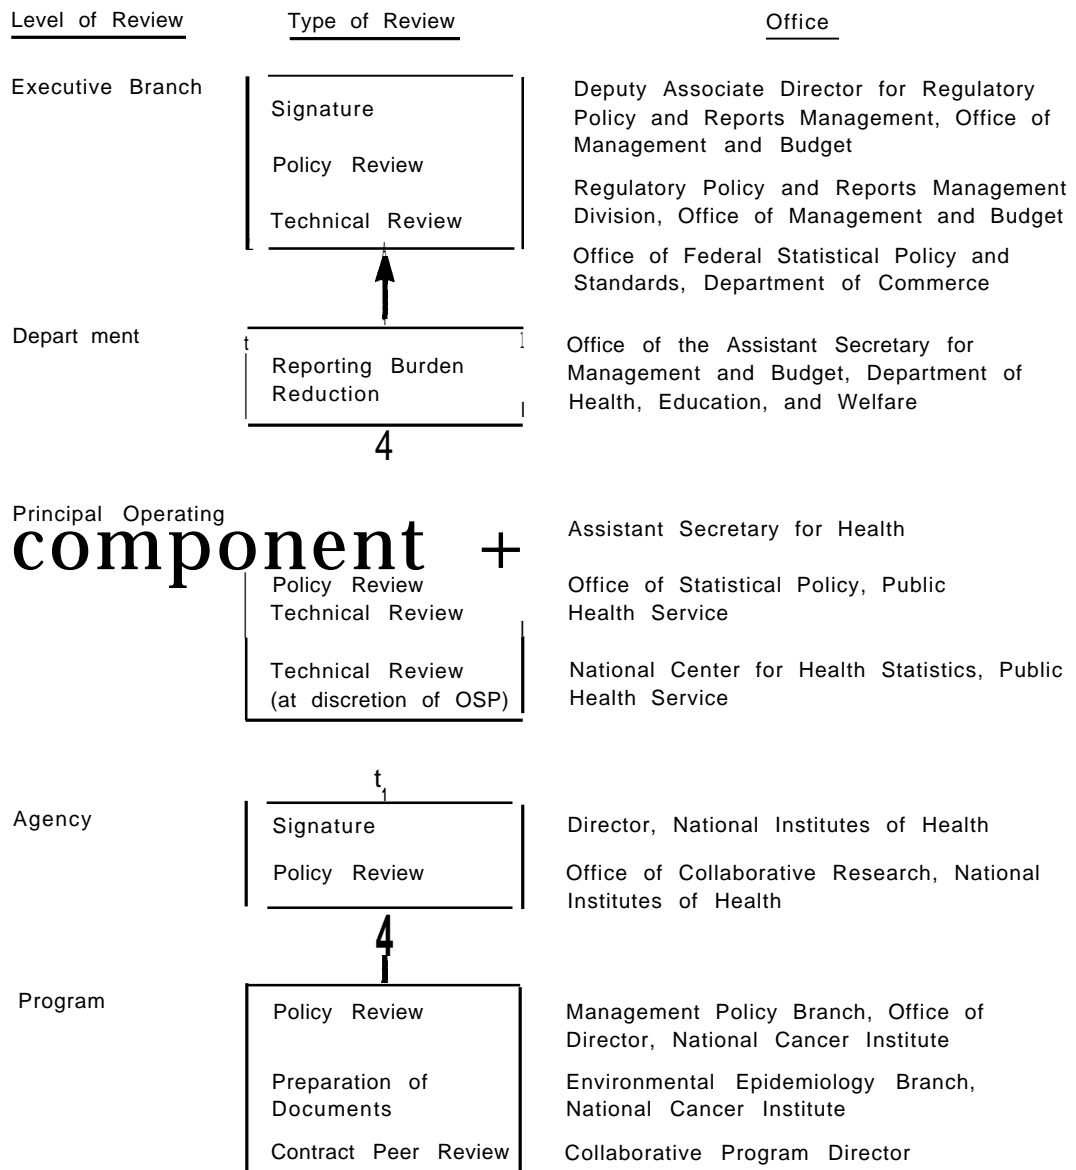 Level of Review Type of Review Office
Executive Branch
Signature
Policy Review
Technical Review
Deputy Associate Director for Regulatory
Policy and Reports Management, Office of
Management and Budget
Regulatory Policy and Reports Management
Division, Office of Management and Budget
Office of Federal Statistical Policy and
Standards, Department of Commerce
Depart ment
t
Reporting Burden
Reduction
Office of the Assistant Secretary for
Management and Budget, Department of
Health, Education, and Welfare
4
Principal Operating
component +
Assistant Secretary for Health
Policy Review
Technical Review
Office of Statistical Policy, Public
Health Service
Technical Review
(at discretion of OSP)
National Center for Health Statistics, Public
Health Service
t
Agency
Signature
Director, National Institutes of Health
Policy Review
Office of Collaborative Research, National
Institutes of Health
4
Program
Policy Review
Management Policy Branch, Office of
Director, National Cancer Institute
Preparation of
Documents
Environmental Epidemiology Branch,
National Cancer Institute
Contract Peer Review
Collaborative Program Director